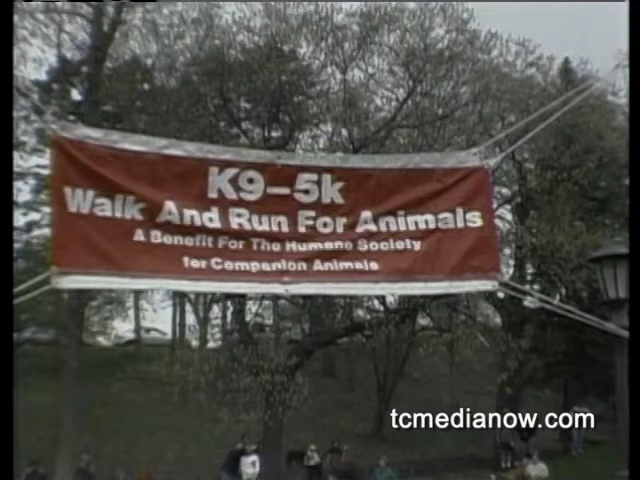 K9-5k
Walk And Run For Animals
A Benefit For The Humane Society
for Companion Animals
tcmedianow.com